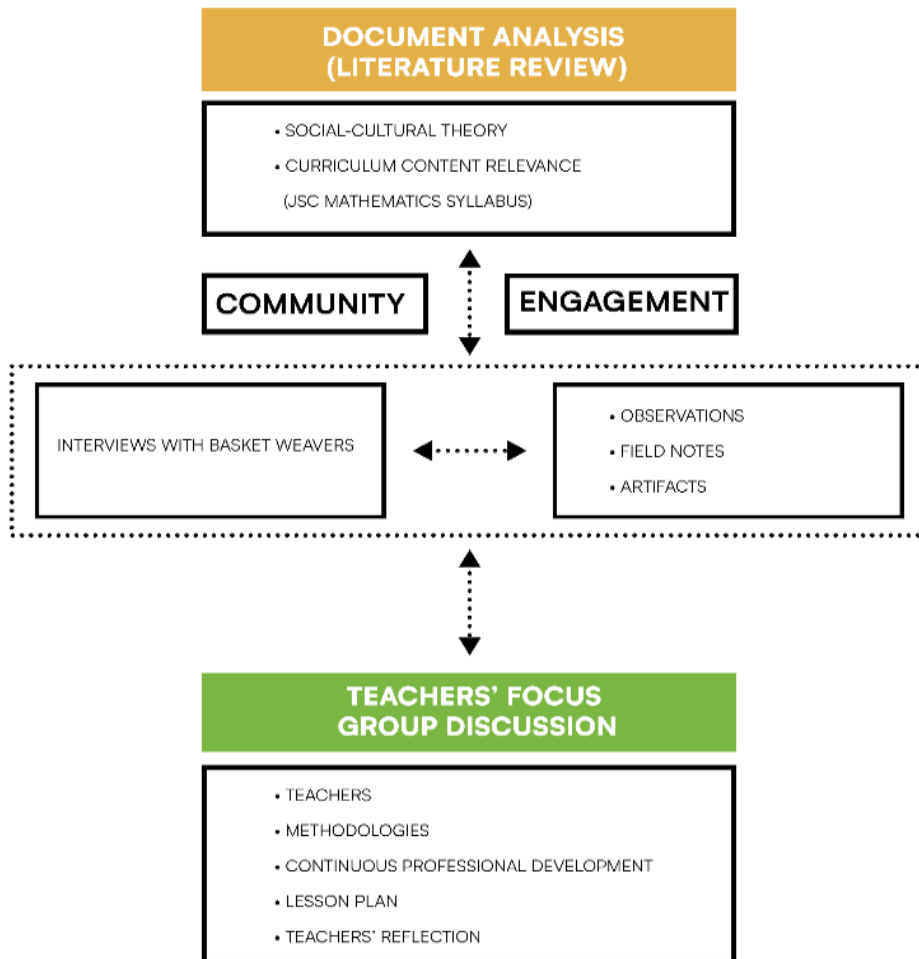 DOCUMENT ANALYSIS
(LITERATURE REVIEW)
• SOCIAL-CULTURAL THEORY
• CURRICULUM CONTENT RELEVANCE
(JSC MATHEMATICS SYLLABUS)
COMMUNITY
ENGAGEMENT
INTERVIEWS WITH BASKET WEAVERS
• OBSERVATIONS
• FIELD NOTES
• ARTIFACTS
TEACHERS’ FOCUS
GROUP DISCUSSION
• TEACHERS
• METHODOLOGIES
• CONTINUOUS PROFESSIONAL DEVELOPMENT
• LESSON PLAN
• TEACHERS’ REFLECTION